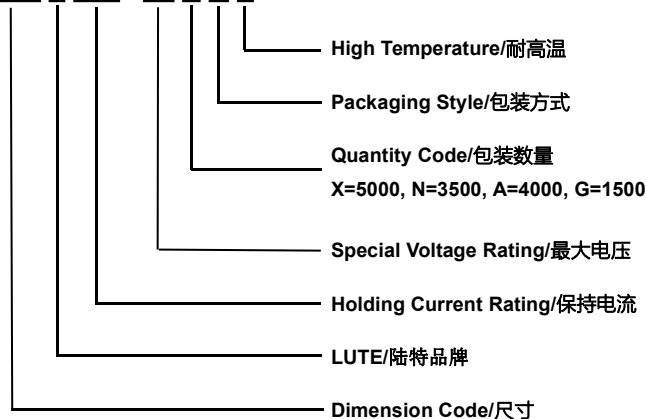 High Temperature/耐高温
Packaging Style/包装方式
Quantity Code/包装数量
X=5000, N=3500, A=4000, G=1500
Special Voltage Rating/最大电压
Holding Current Rating/保持电流
LUTE/陆特品牌
Dimension Code/尺寸